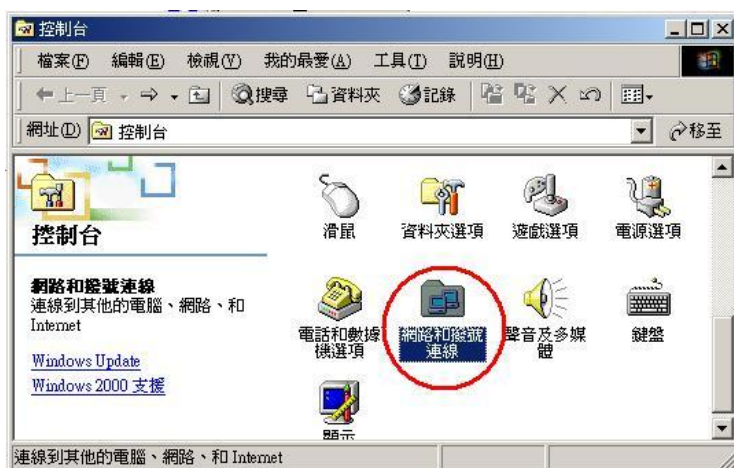 控制台
檔案(F) 編輯(E) 檢視(V) 我的最愛(A) 工具(T) 說明(H)
上一頁 搜尋 資料夾 記錄
網址(D) 控制台 移至
控制台
網路和撥號連線
連線到其他的電腦、網路、和
Internet
Windows Update
Windows 2000 支援
滑鼠 資料夾選項 遊戲選項 電源選項
電話和數據 網路和撥號 聲音及多媒 鍵盤
機選項 連線 體
顯示
連線到其他的電腦、網路、和 Internet